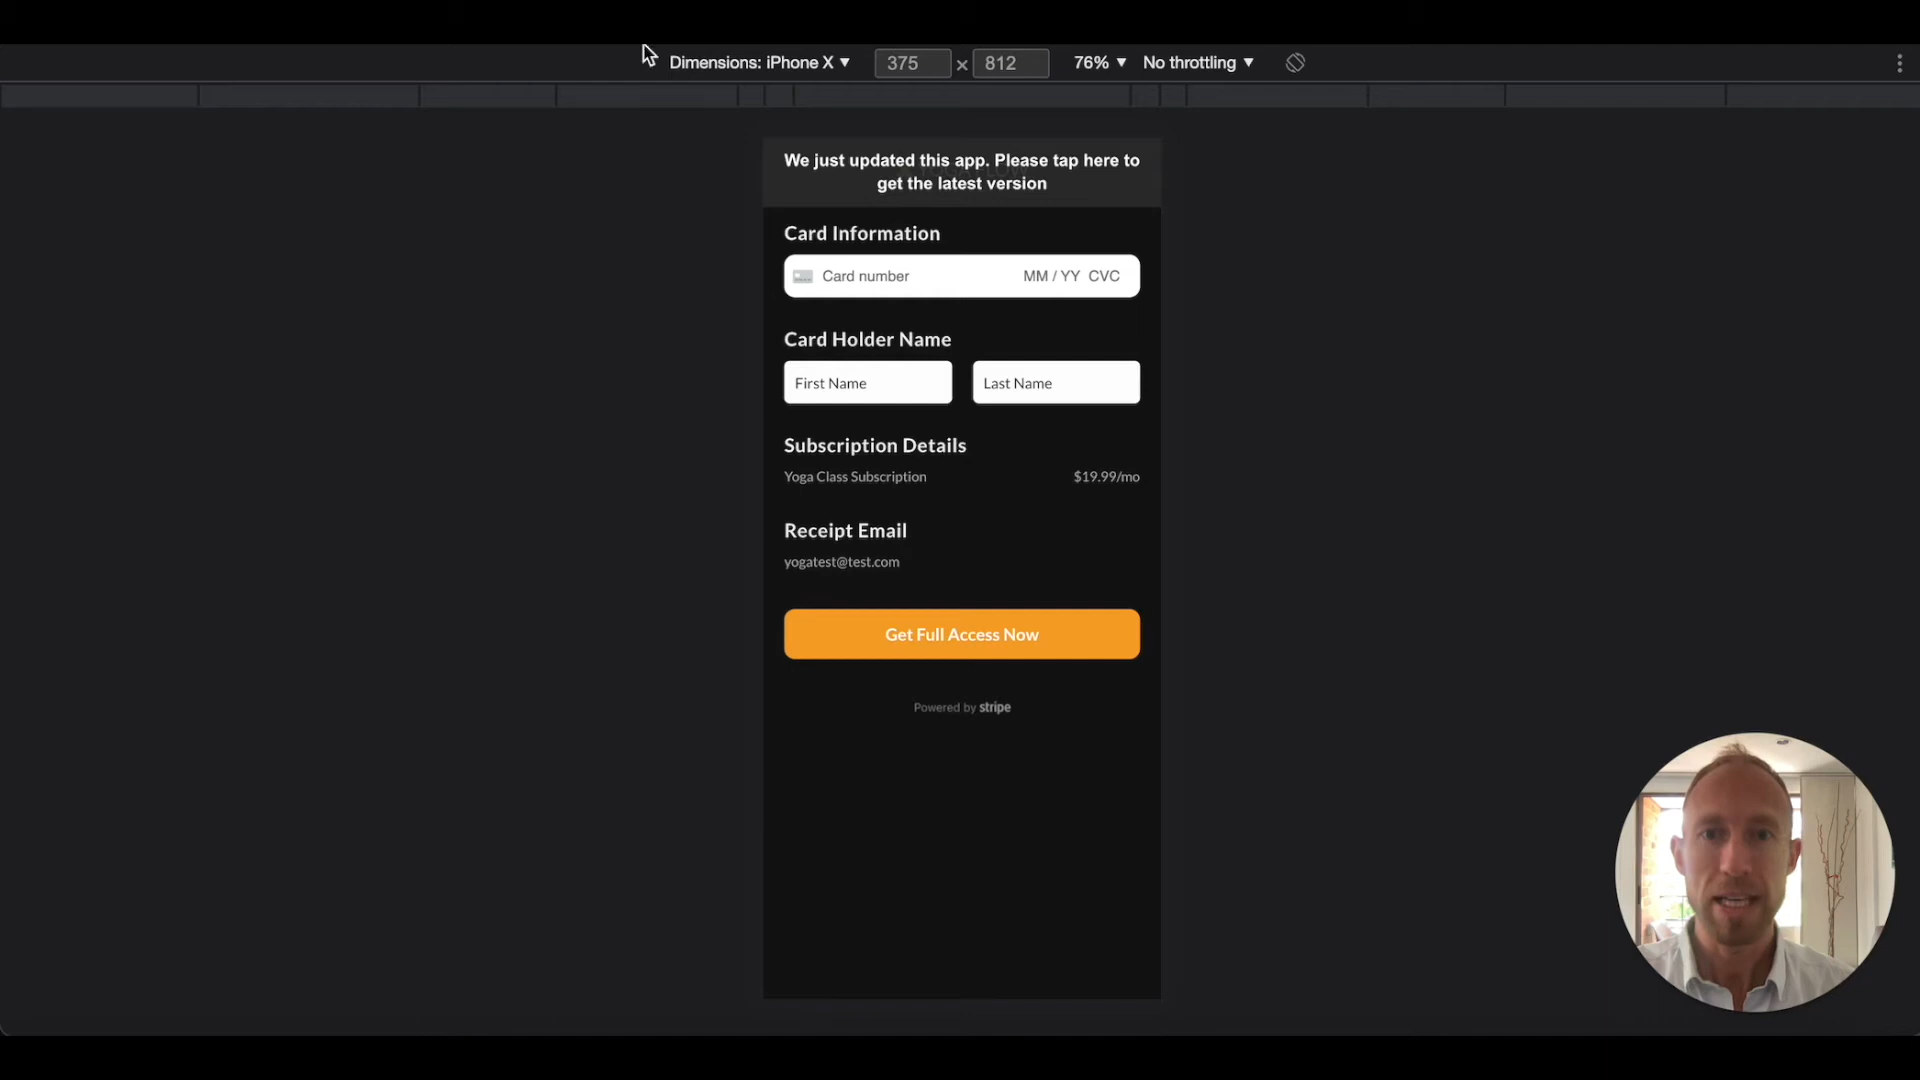 Dimensions: iPhone X ▼ 375 × 812 76% ▼ No throttling ▼
We just updated this app. Please tap here to
get the latest version
Card Information
Card number MM / YY CVC
Card Holder Name
First Name Last Name
Subscription Details
Yoga Class Subscription $19.99/mo
Receipt Email
yogatest@test.com
Get Full Access Now
Powered by stripe